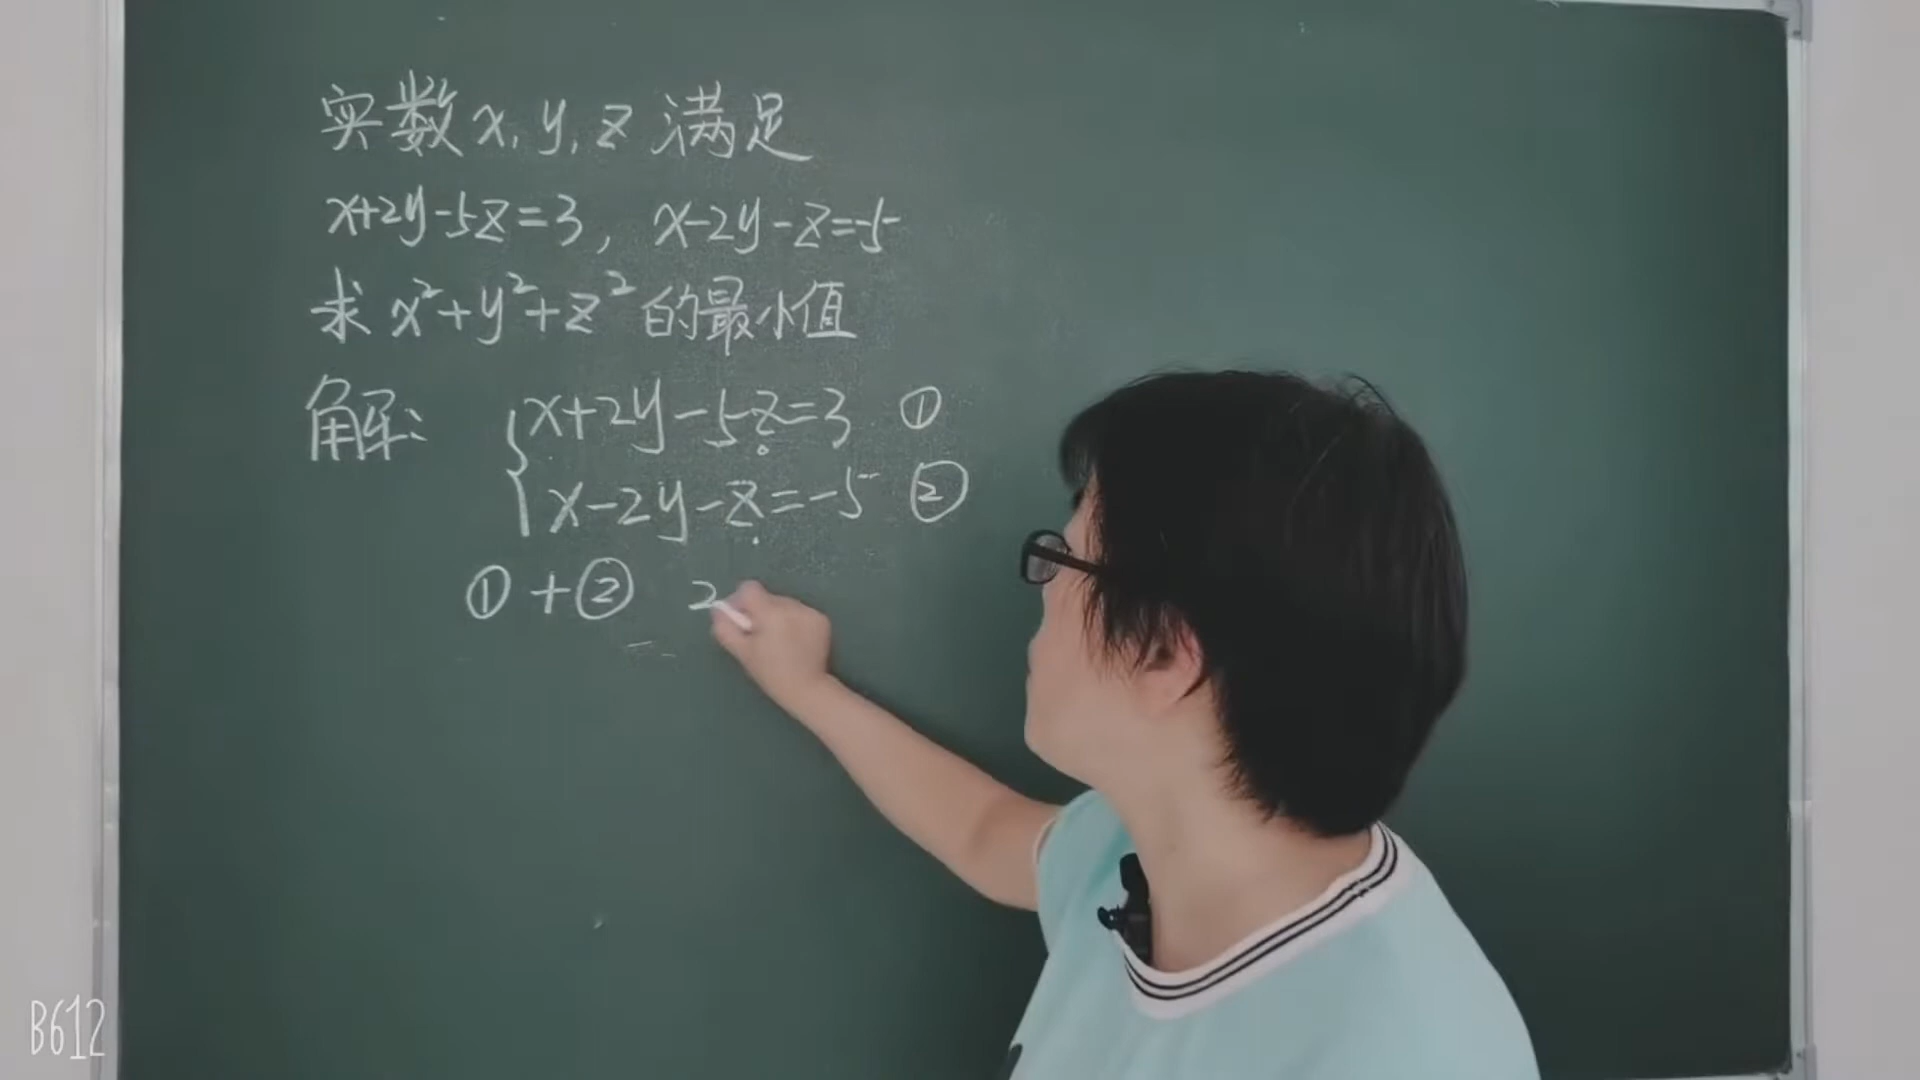 实数x,y,z满足
x+2y-5z=3, x-2y-z=-5
求x²+y²+z²的最小值
解: {x+2y-5z=3 ①
x-2y-z=-5 ②
①+② 2
B612